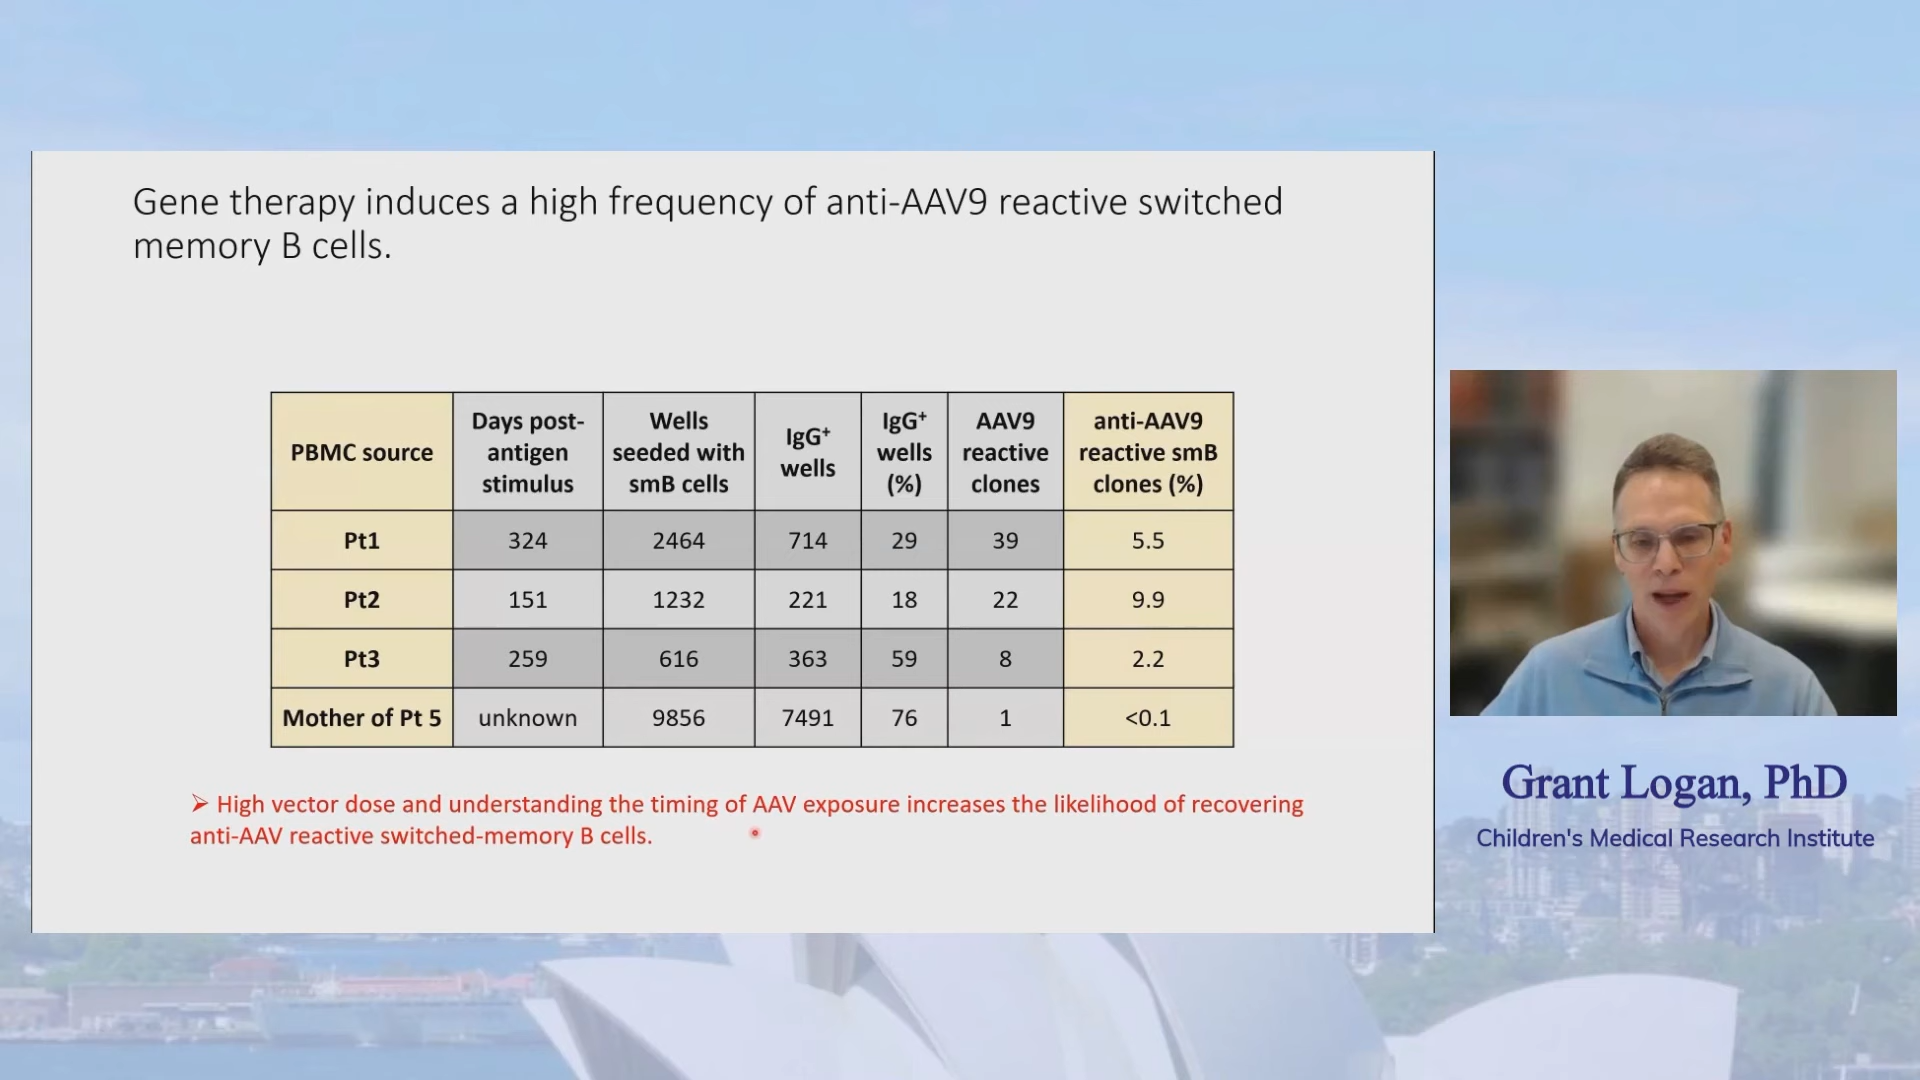 Gene therapy induces a high frequency of anti-AAV9 reactive switched
memory B cells.
PBMC source
Days post-
antigen
stimulus
Wells
seeded with
smB cells
IgG⁺
wells
IgG⁺
wells
(%)
AAV9
reactive
clones
anti-AAV9
reactive smB
clones (%)
Pt1 324 2464 714 29 39 5.5
Pt2 151 1232 221 18 22 9.9
Pt3 259 616 363 59 8 2.2
Mother of Pt 5 unknown 9856 7491 76 1 <0.1
➢ High vector dose and understanding the timing of AAV exposure increases the likelihood of recovering
anti-AAV reactive switched-memory B cells.
Grant Logan, PhD
Children's Medical Research Institute